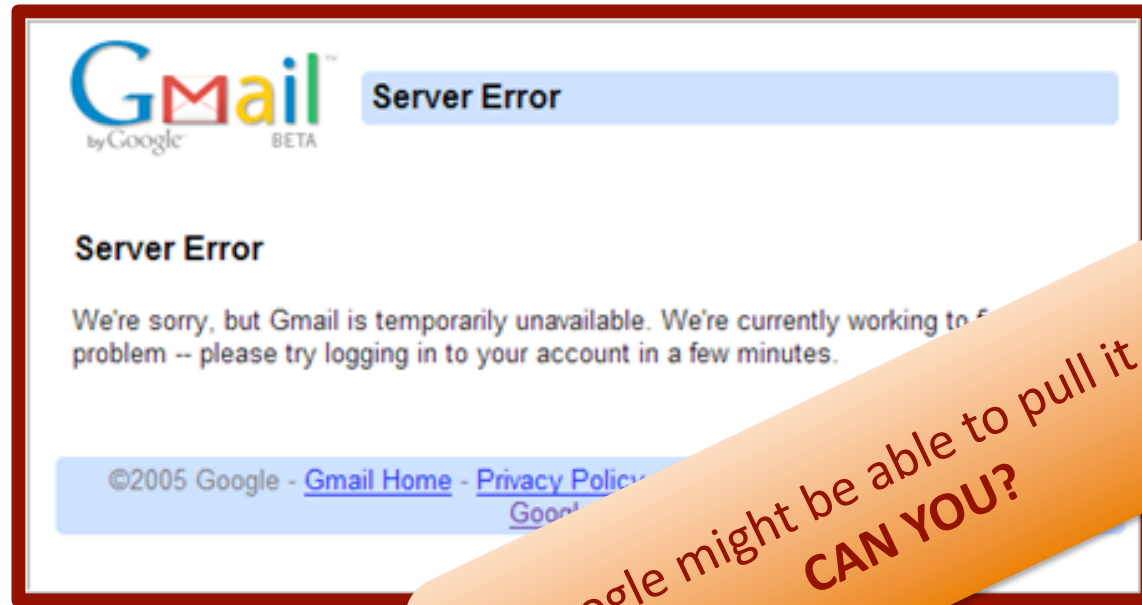 Gmail™
by Google™ BETA
Server Error
Server Error
We're sorry, but Gmail is temporarily unavailable. We're currently working to
problem -- please try logging in to your account in a few minutes.
©2005 Google - Gmail Home - Privacy Policy
might be able to pull it
CAN YOU?